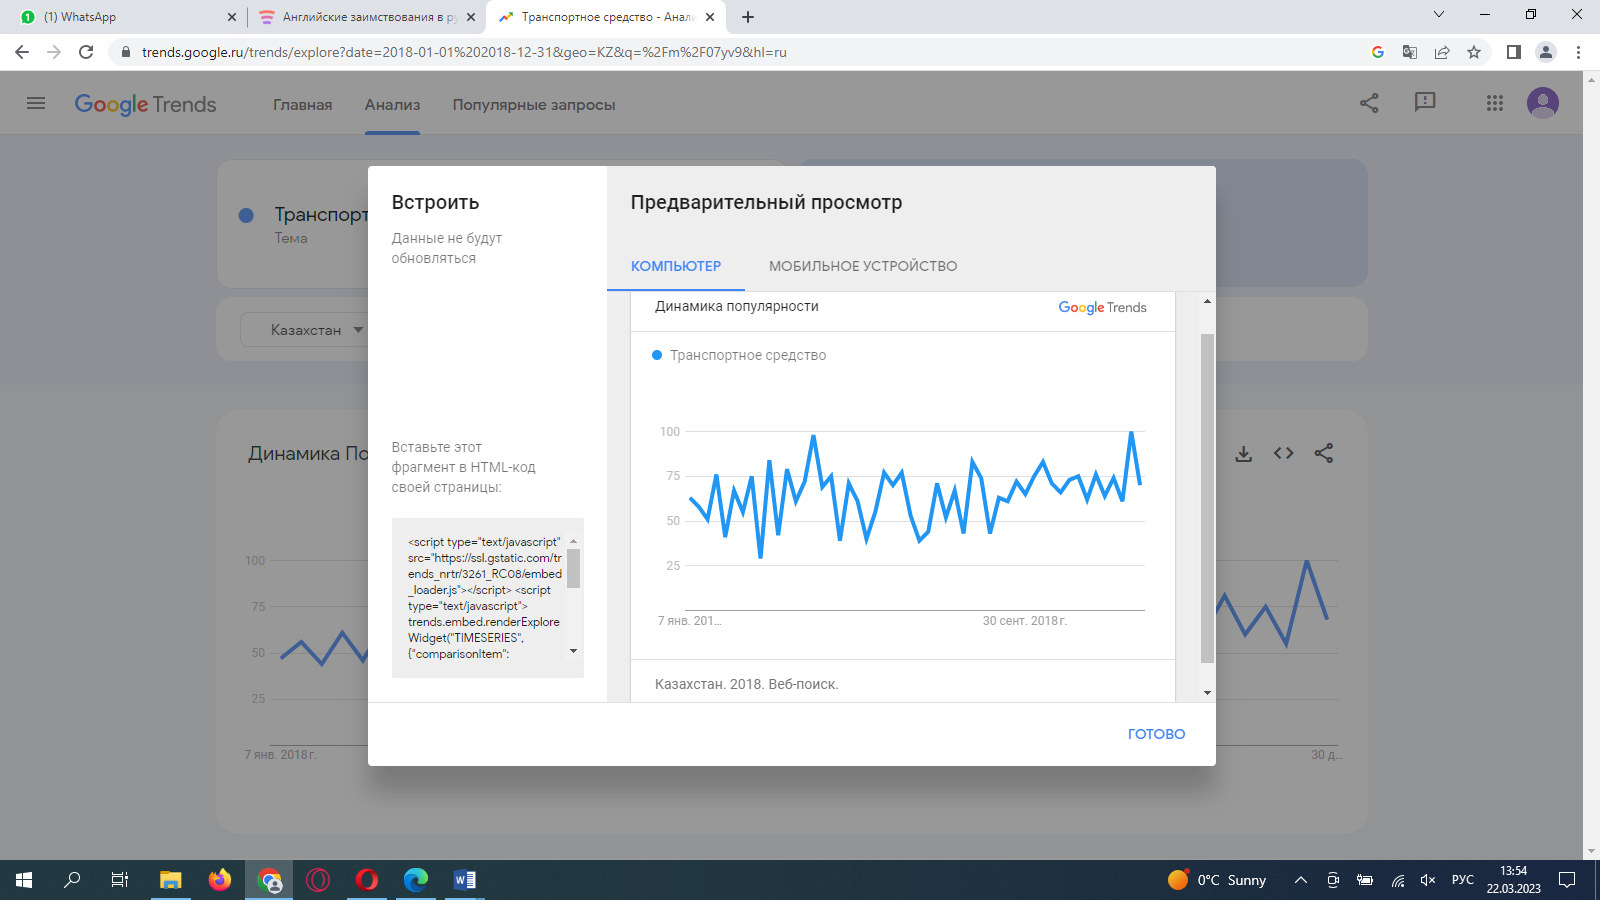 (1) WhatsApp
Английские заимствования в ру
Транспортное средство - Анали
trends.google.ru/trends/explore?date=2018-01-01%202018-12-31&geo=KZ&q=%2Fm%2F07yv9&hl=ru
Google Trends
Главная
Анализ
Популярные запросы
Транспорт
Тема
Казахстан
Динамика По
100
75
50
25
7 янв. 2018 г.
30 д...
Встроить
Данные не будут
обновляться
Вставьте этот
фрагмент в HTML-код
своей страницы:
<script type="text/javascript"
src="https://ssl.gstatic.com/tr
ends_nrtr/3261_RC08/embed
_loader.js"></script> <script
type="text/javascript">
trends.embed.renderExplore
Widget("TIMESERIES",
{"comparisonItem":
Предварительный просмотр
КОМПЬЮТЕР
МОБИЛЬНОЕ УСТРОЙСТВО
Динамика популярности
Google Trends
Транспортное средство
100
75
50
25
7 янв. 201...
30 сент. 2018 г.
Казахстан. 2018. Веб-поиск.
ГОТОВО
0°C Sunny
РУС
13:54
22.03.2023